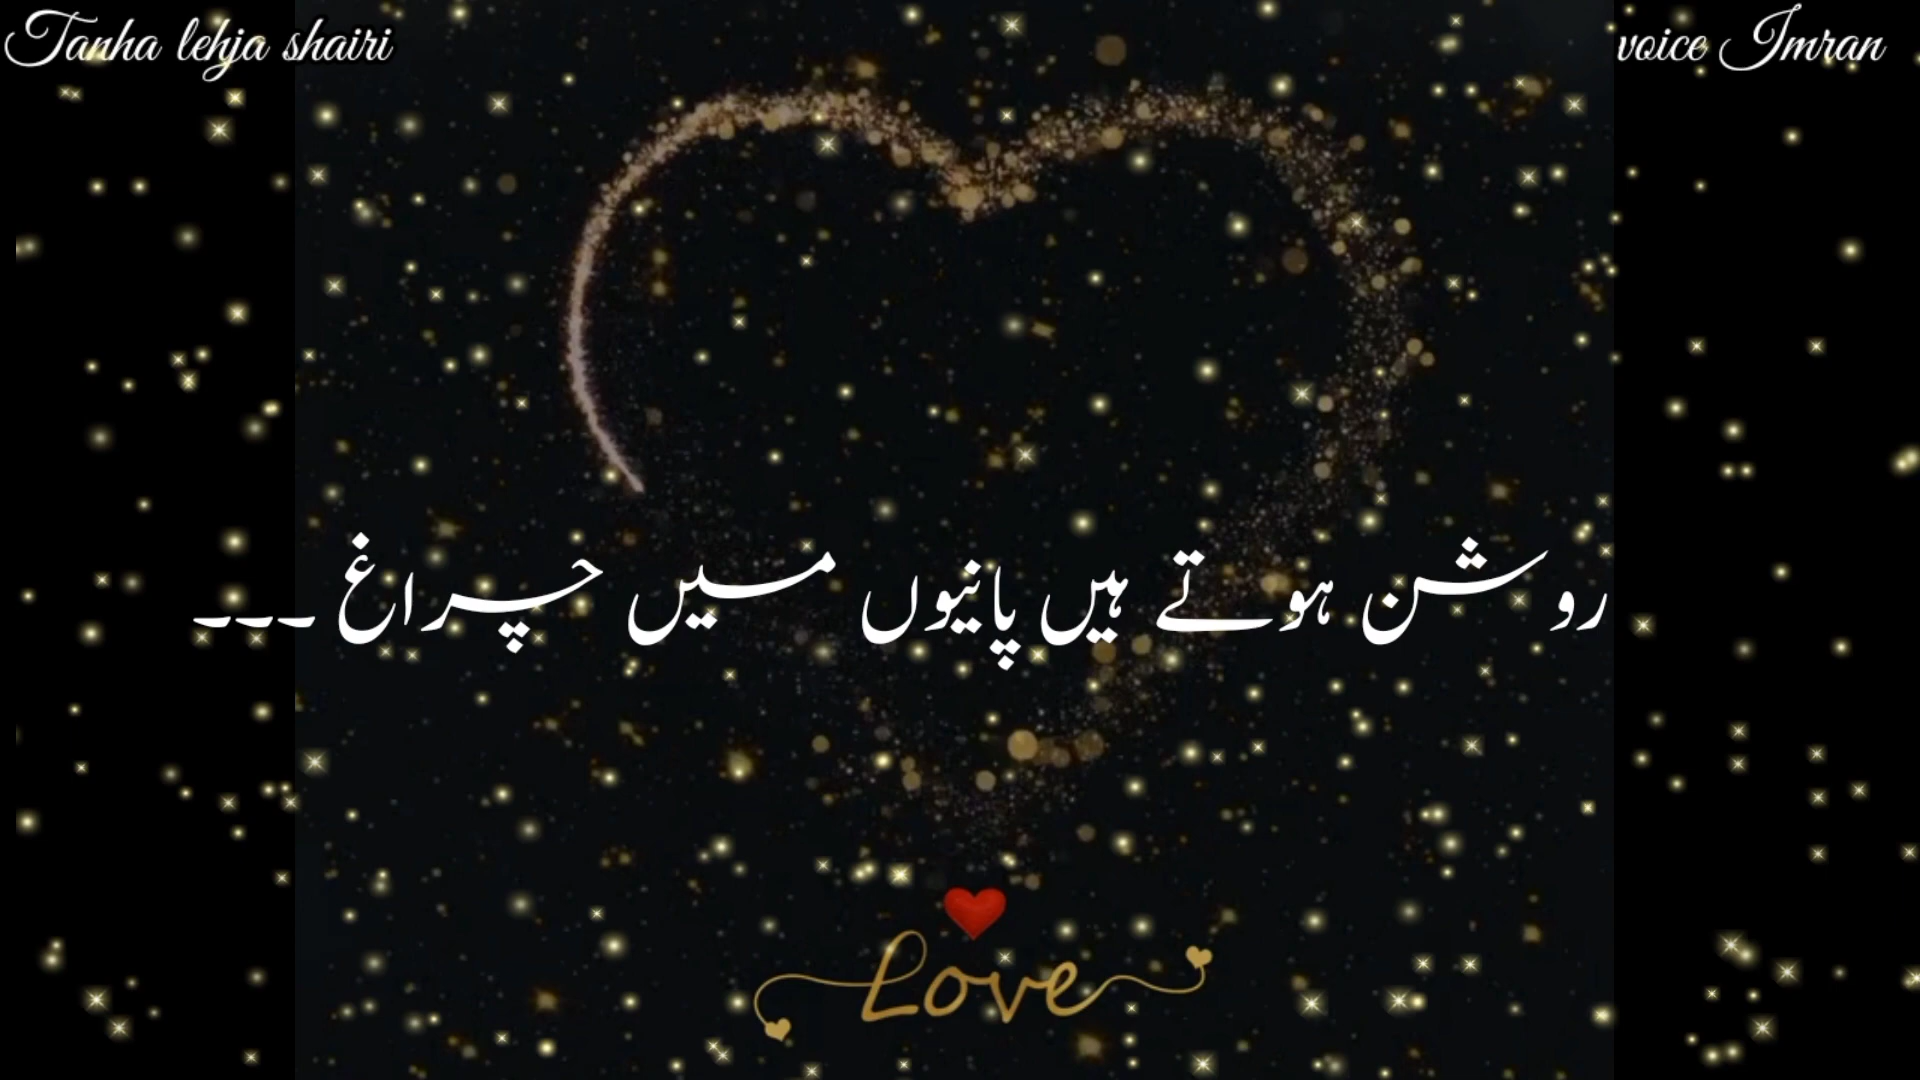 Tanha lehja shairi
voice Imran
روشن ہوتے ہیں پانیوں میں چراغ ۔۔۔
Love